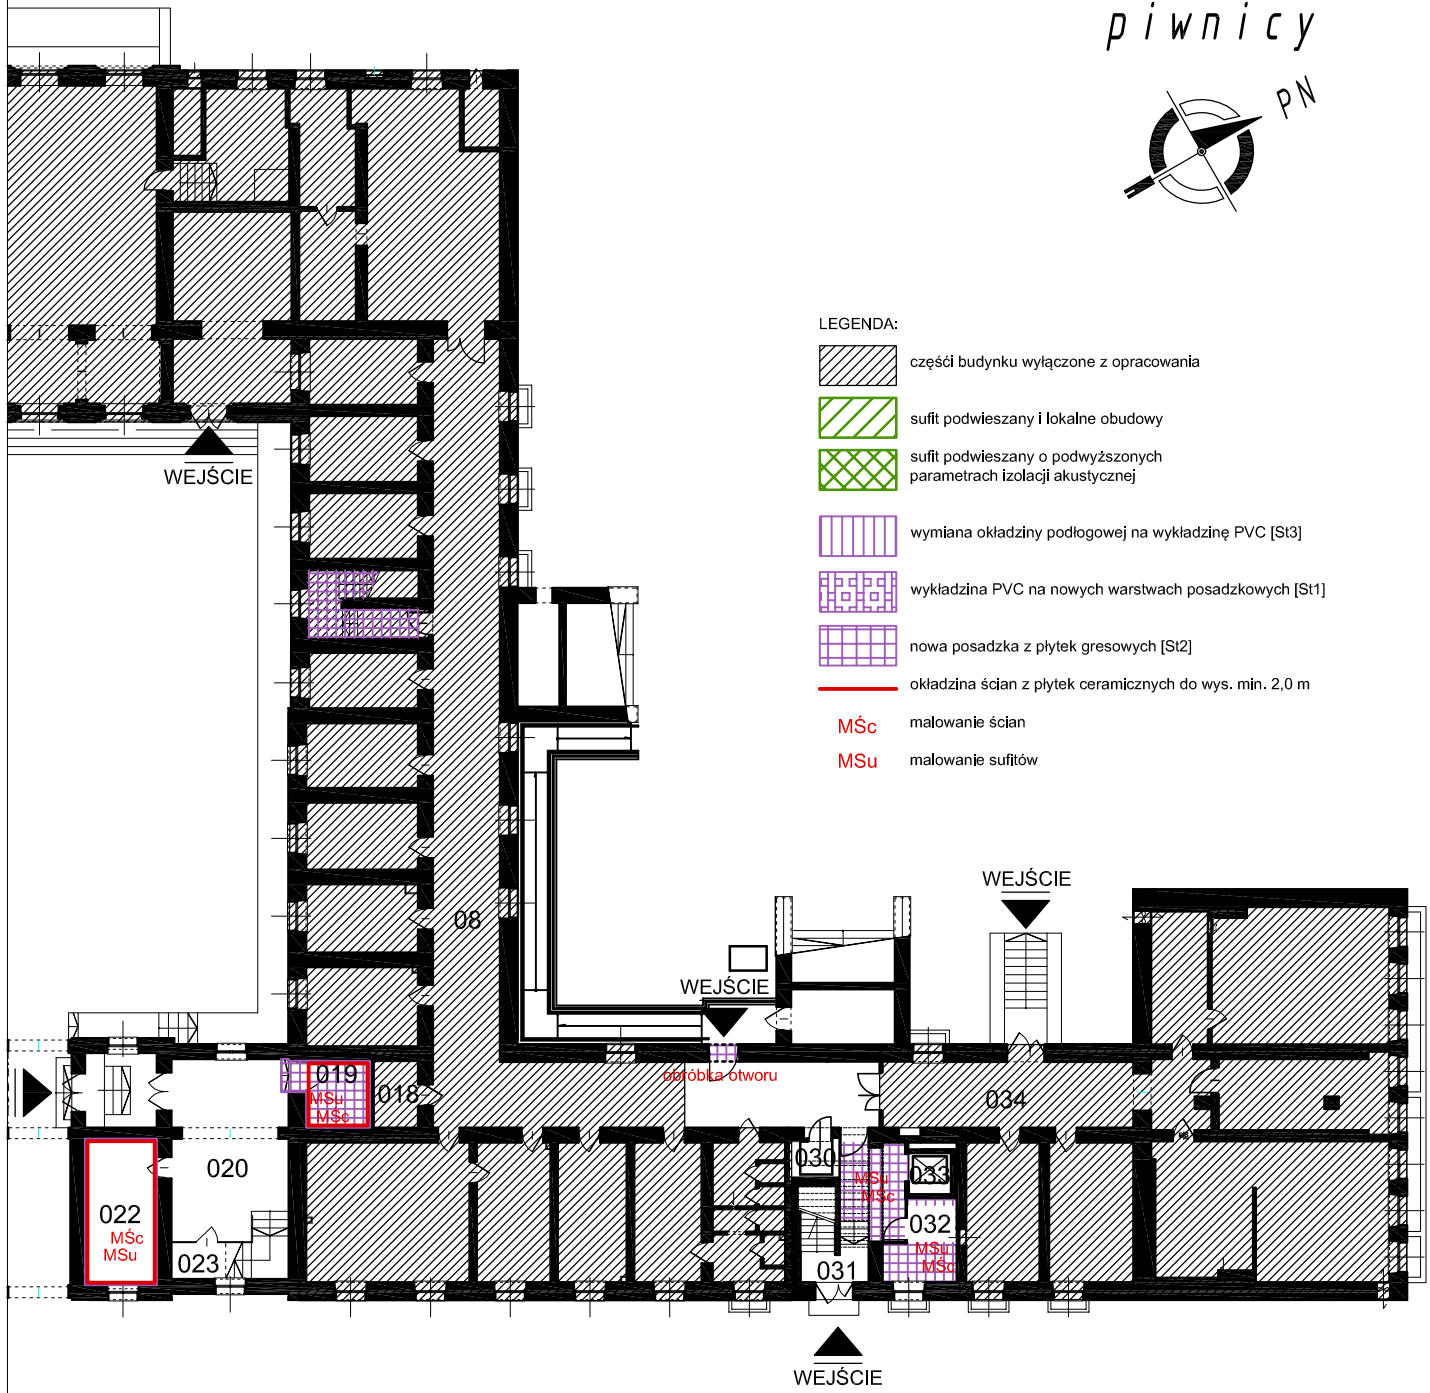 piwnicy
PN
LEGENDA:
częśći budynku wyłączone z opracowania
sufit podwieszany i lokalne obudowy
sufit podwieszany o podwyższonych
parametrach izolacji akustycznej
wymiana okładziny podłogowej na wykładzinę PVC [St3]
wykładzina PVC na nowych warstwach posadzkowych [St1]
nowa posadzka z płytek gresowych [St2]
okładzina ścian z płytek ceramicznych do wys. min. 2,0 m
MŚc malowanie ścian
MSu malowanie sufitów
WEJŚCIE
08
WEJŚCIE
WEJŚCIE
obróbka otworu
019
MSu
MŚc
018
034
020
022
MŚc
MSu
023
030
MSu
MŚc
033
032
MSu
MŚc
031
WEJŚCIE